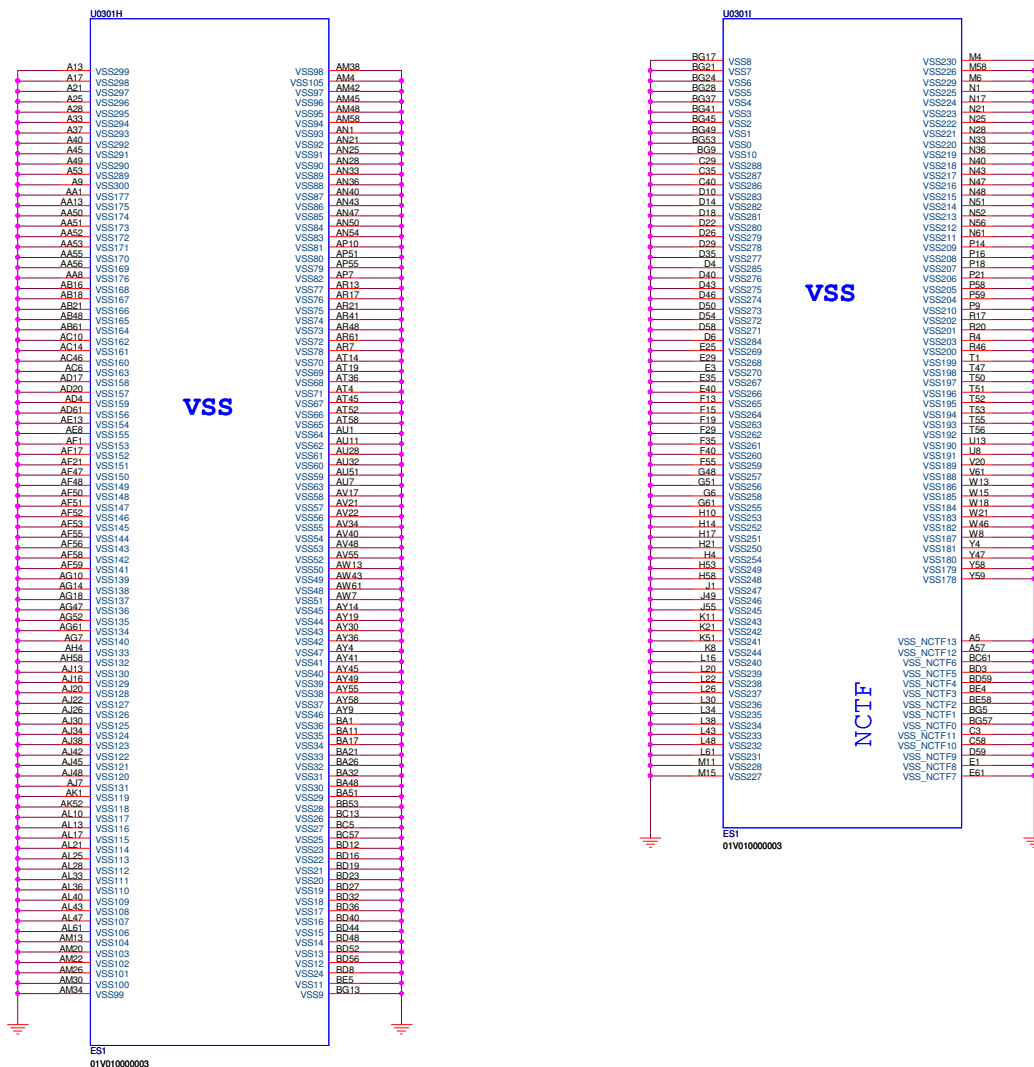 U0301H
A13 VSS299
A17 VSS298
A21 VSS297
A25 VSS296
A28 VSS295
A33 VSS294
A37 VSS293
A40 VSS292
A45 VSS291
A49 VSS290
A53 VSS289
A9 VSS300
AA1 VSS177
AA13 VSS175
AA50 VSS174
AA51 VSS173
AA52 VSS172
AA53 VSS171
AA55 VSS170
AA56 VSS169
AA8 VSS176
AB16 VSS168
AB18 VSS167
AB21 VSS166
AB48 VSS165
AB61 VSS164
AC10 VSS162
AC14 VSS161
AC46 VSS160
AC6 VSS163
AD17 VSS158
AD20 VSS157
AD4 VSS159
AD61 VSS156
AE13 VSS154
AE8 VSS155
AF1 VSS153
AF17 VSS152
AF21 VSS151
AF47 VSS150
AF48 VSS149
AF50 VSS148
AF51 VSS147
AF52 VSS146
AF53 VSS145
AF55 VSS144
AF56 VSS143
AF58 VSS142
AF59 VSS141
AG10 VSS139
AG14 VSS138
AG18 VSS137
AG47 VSS136
AG52 VSS135
AG61 VSS134
AG7 VSS140
AH4 VSS133
AH58 VSS132
AJ13 VSS130
AJ16 VSS129
AJ20 VSS128
AJ22 VSS127
AJ26 VSS126
AJ30 VSS125
AJ34 VSS124
AJ38 VSS123
AJ42 VSS122
AJ45 VSS121
AJ48 VSS120
AJ7 VSS131
AK1 VSS119
AK52 VSS118
AL10 VSS117
AL13 VSS116
AL17 VSS115
AL21 VSS114
AL25 VSS113
AL28 VSS112
AL33 VSS111
AL36 VSS110
AL40 VSS109
AL43 VSS108
AL47 VSS107
AL61 VSS106
AM13 VSS104
AM20 VSS103
AM22 VSS102
AM26 VSS101
AM30 VSS100
AM34 VSS99
VSS
VSS98 AM38
VSS105 AM4
VSS97 AM42
VSS96 AM45
VSS95 AM48
VSS94 AM58
VSS93 AN1
VSS92 AN21
VSS91 AN25
VSS90 AN28
VSS89 AN33
VSS88 AN36
VSS87 AN40
VSS86 AN43
VSS85 AN47
VSS84 AN50
VSS83 AN54
VSS81 AP10
VSS80 AP51
VSS79 AP55
VSS82 AP7
VSS77 AR13
VSS76 AR17
VSS75 AR21
VSS74 AR41
VSS73 AR48
VSS72 AR61
VSS78 AR7
VSS70 AT14
VSS69 AT19
VSS68 AT36
VSS71 AT4
VSS67 AT45
VSS66 AT52
VSS65 AT58
VSS64 AU1
VSS62 AU11
VSS61 AU28
VSS60 AU32
VSS59 AU51
VSS63 AU7
VSS58 AV17
VSS57 AV21
VSS56 AV22
VSS55 AV34
VSS54 AV40
VSS53 AV48
VSS52 AV55
VSS50 AW13
VSS49 AW43
VSS48 AW61
VSS51 AW7
VSS45 AY14
VSS44 AY19
VSS43 AY30
VSS42 AY36
VSS47 AY4
VSS41 AY41
VSS40 AY45
VSS39 AY49
VSS38 AY55
VSS37 AY58
VSS46 AY9
VSS36 BA1
VSS35 BA11
VSS34 BA17
VSS33 BA21
VSS32 BA26
VSS31 BA32
VSS30 BA48
VSS29 BA51
VSS28 BB53
VSS26 BC13
VSS27 BC5
VSS25 BC57
VSS23 BD12
VSS22 BD16
VSS21 BD19
VSS20 BD23
VSS19 BD27
VSS18 BD32
VSS17 BD36
VSS16 BD40
VSS15 BD44
VSS14 BD48
VSS13 BD52
VSS12 BD56
VSS24 BD8
VSS11 BE5
VSS9 BG13
ES1
01V010000003
U0301I
BG17 VSS8
BG21 VSS7
BG24 VSS6
BG28 VSS5
BG37 VSS4
BG41 VSS3
BG45 VSS2
BG49 VSS1
BG53 VSS0
BG9 VSS10
C29 VSS288
C35 VSS287
C40 VSS286
D10 VSS283
D14 VSS282
D18 VSS281
D22 VSS280
D26 VSS279
D29 VSS278
D35 VSS277
D4 VSS285
D40 VSS276
D43 VSS275
D46 VSS274
D50 VSS273
D54 VSS272
D58 VSS271
D6 VSS284
E25 VSS269
E29 VSS268
E3 VSS270
E35 VSS267
E40 VSS266
F13 VSS265
F15 VSS264
F19 VSS263
F29 VSS262
F35 VSS261
F40 VSS260
F55 VSS259
G48 VSS257
G51 VSS256
G6 VSS258
G61 VSS255
H10 VSS253
H14 VSS252
H17 VSS251
H21 VSS250
H4 VSS254
H53 VSS249
H58 VSS248
J1 VSS247
J49 VSS246
J55 VSS245
K11 VSS243
K21 VSS242
K51 VSS241
K8 VSS244
L16 VSS240
L20 VSS239
L22 VSS238
L26 VSS237
L30 VSS236
L34 VSS235
L38 VSS234
L43 VSS233
L48 VSS232
L61 VSS231
M11 VSS228
M15 VSS227
VSS
VSS230 M4
VSS226 M58
VSS229 M6
VSS225 N1
VSS224 N17
VSS223 N21
VSS222 N25
VSS221 N28
VSS220 N33
VSS219 N36
VSS218 N40
VSS217 N43
VSS216 N47
VSS215 N48
VSS214 N51
VSS213 N52
VSS212 N56
VSS211 N61
VSS209 P14
VSS208 P16
VSS207 P18
VSS206 P21
VSS205 P58
VSS204 P59
VSS210 P9
VSS202 R17
VSS201 R20
VSS203 R4
VSS200 R46
VSS199 T1
VSS198 T47
VSS197 T50
VSS196 T51
VSS195 T52
VSS194 T53
VSS193 T55
VSS192 T56
VSS190 U13
VSS191 U8
VSS189 V20
VSS188 V61
VSS186 W13
VSS185 W15
VSS184 W18
VSS183 W21
VSS182 W46
VSS187 W8
VSS181 Y4
VSS180 Y47
VSS179 Y58
VSS178 Y59
NCTF
VSS_NCTF13 A5
VSS_NCTF12 A57
VSS_NCTF6 BC61
VSS_NCTF5 BD3
VSS_NCTF4 BD59
VSS_NCTF3 BE4
VSS_NCTF2 BE58
VSS_NCTF1 BG5
VSS_NCTF0 BG57
VSS_NCTF11 C3
VSS_NCTF10 C58
VSS_NCTF9 D59
VSS_NCTF8 E1
VSS_NCTF7 E61
ES1
01V010000003